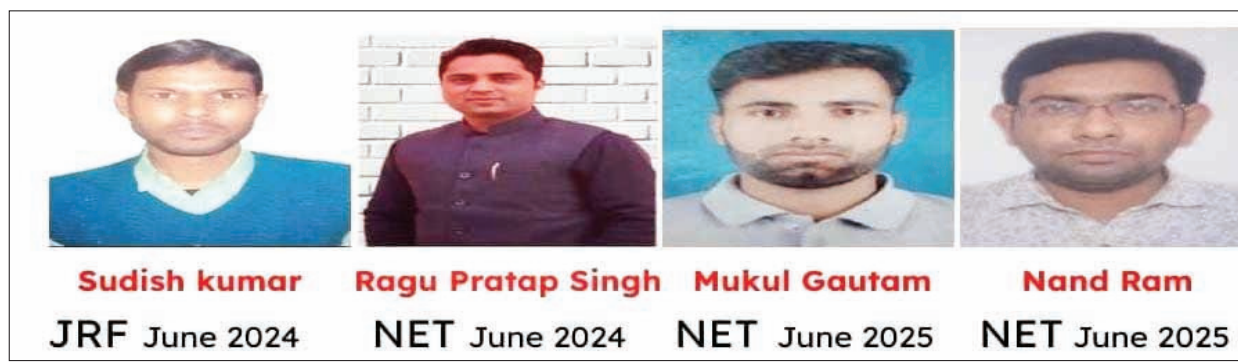 Sudish kumar Ragu Pratap Singh Mukul Gautam Nand Ram
JRF June 2024 NET June 2024 NET June 2025 NET June 2025